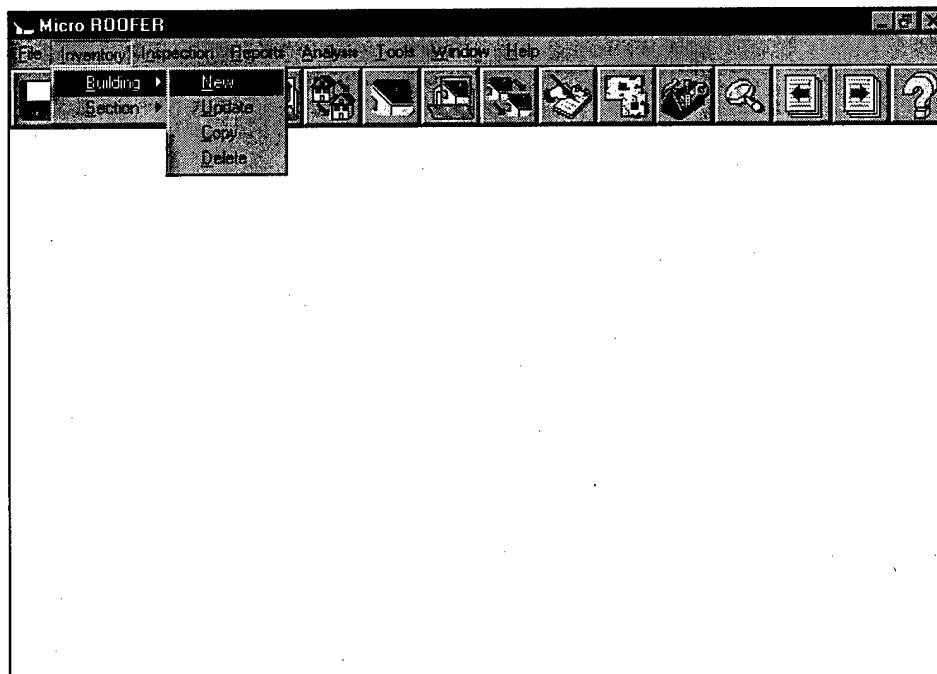 Micro ROOFER
File Inventory Inspection Reports Analysis Tools Window Help
Building New
Section Update
Copy
Delete